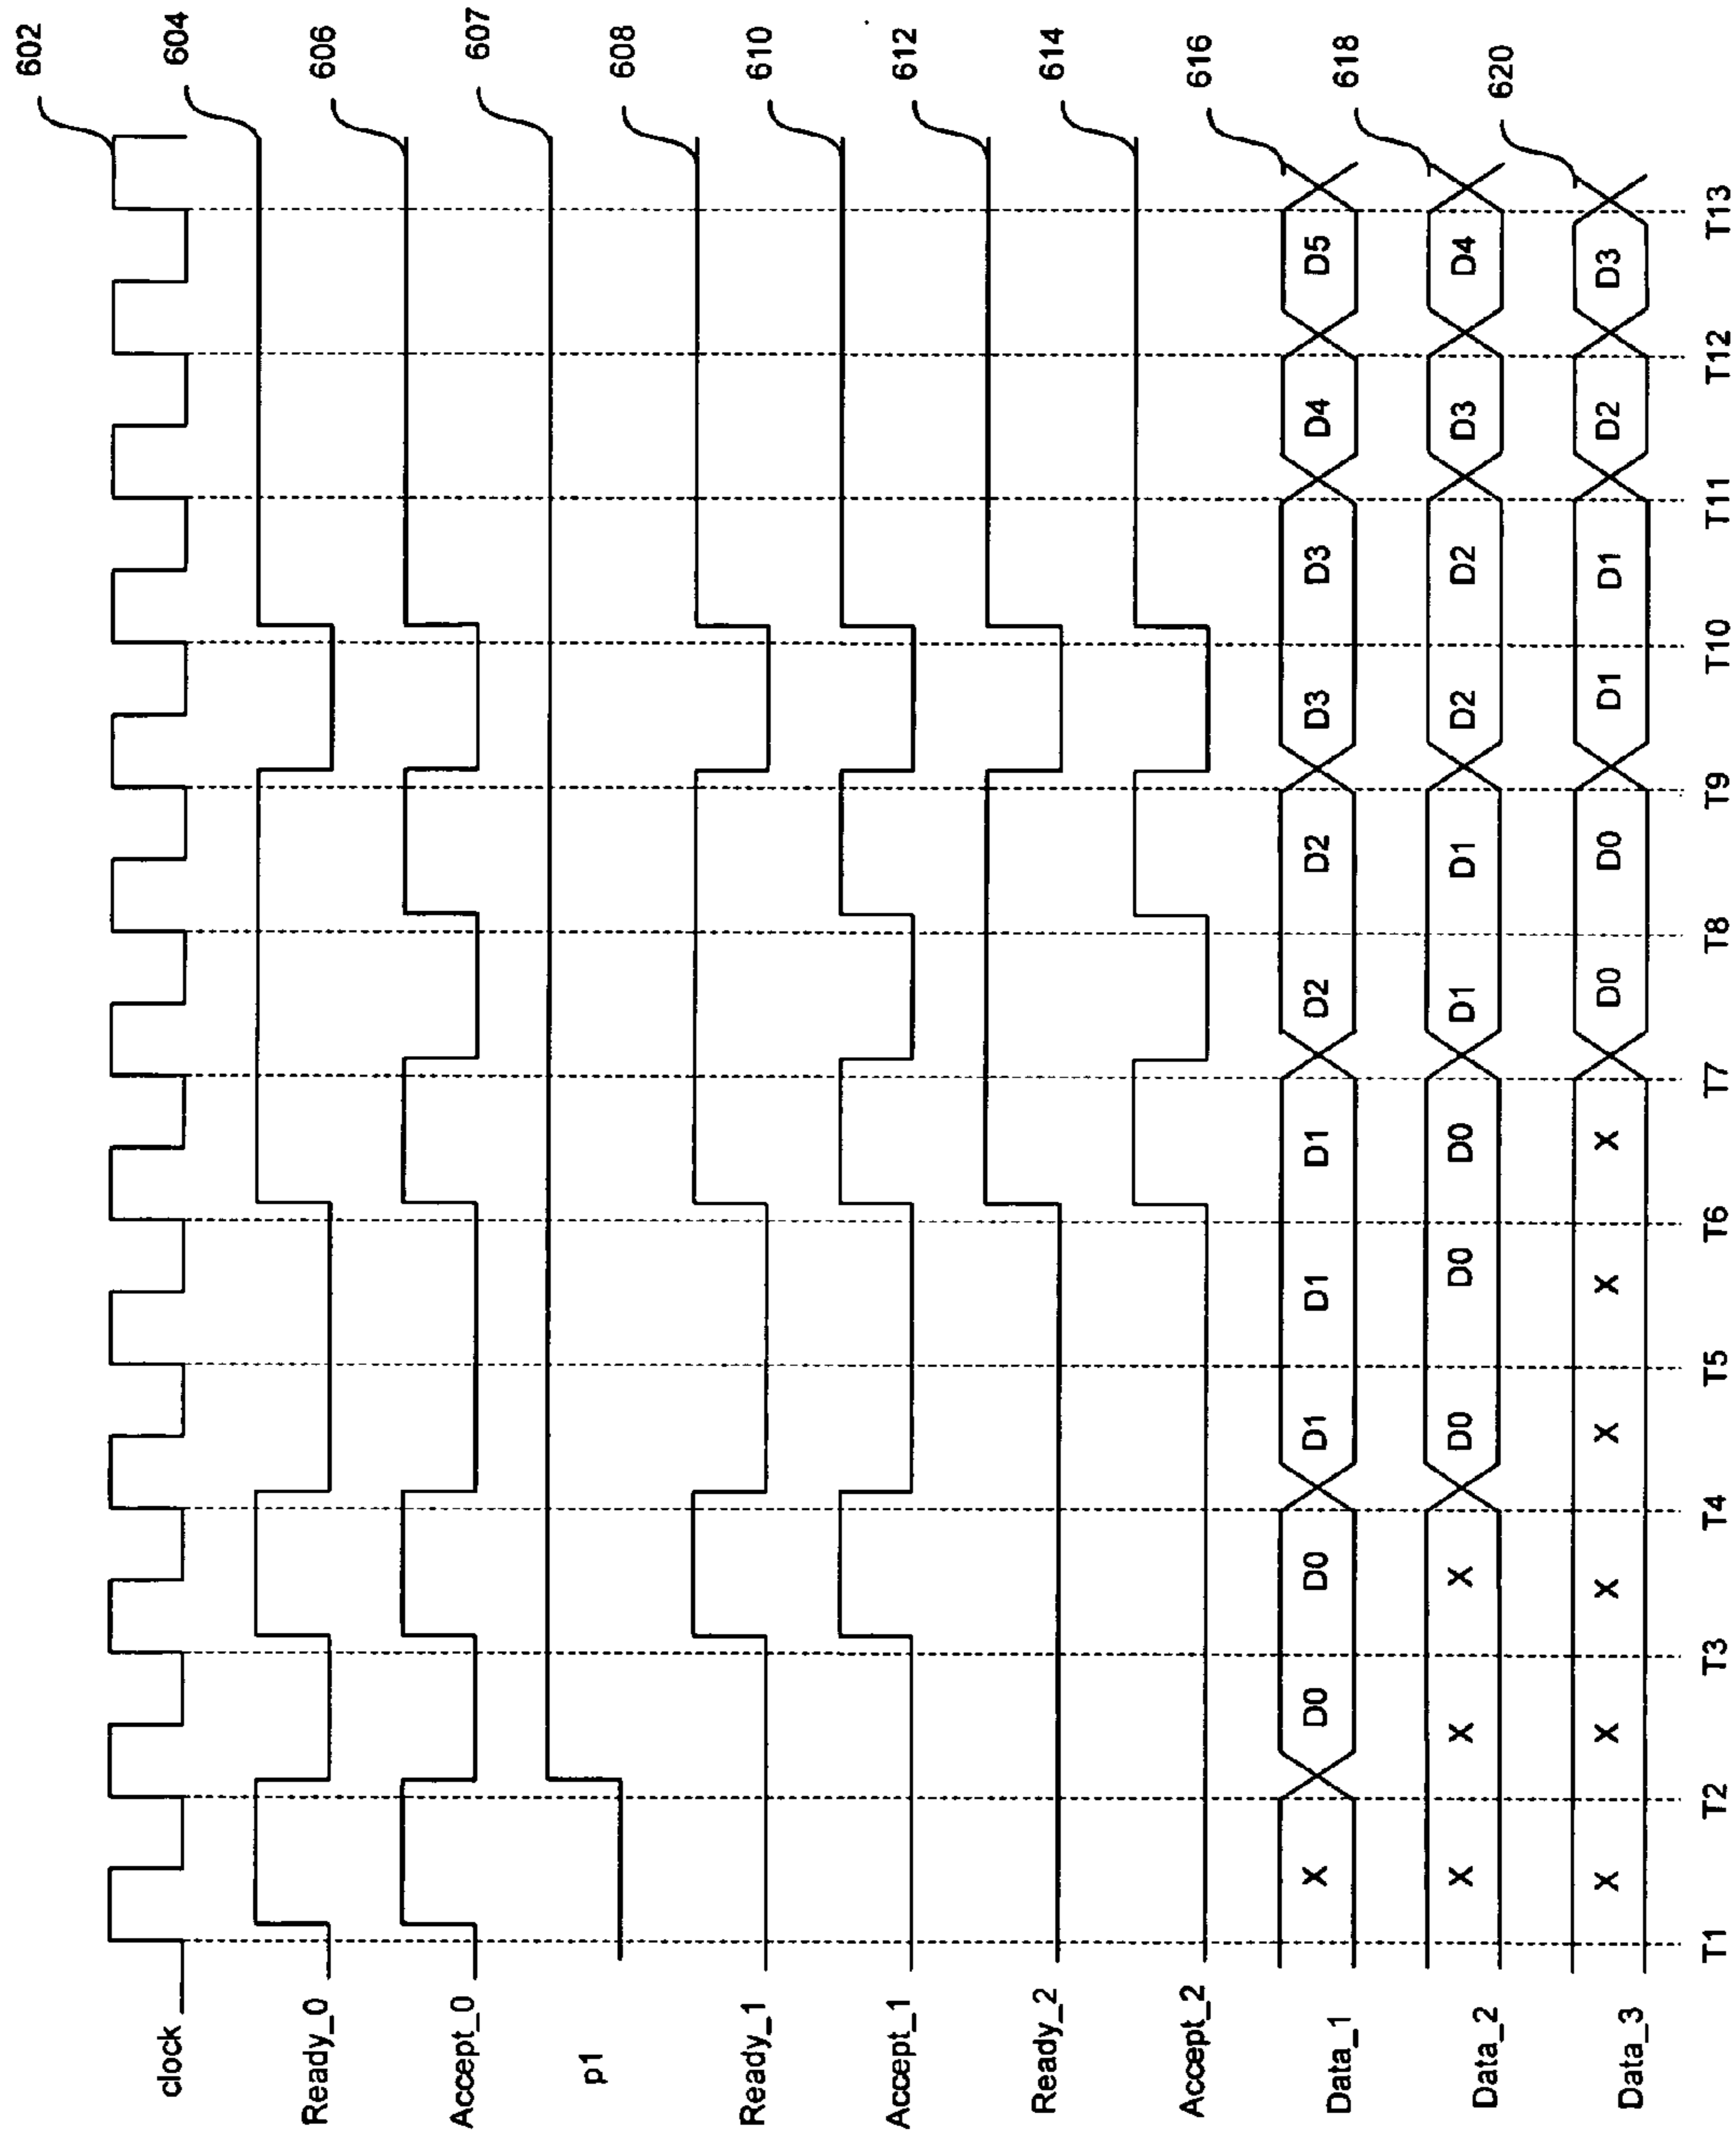 clock 602
Ready_0 604
Accept_0 606
p1 607
Ready_1 608
Accept_1 610
Ready_2 612
Accept_2 614
Data_1 X D0 D0 D1 D1 D1 D2 D2 D3 D3 D4 D5 616
Data_2 X X X D0 D0 D0 D1 D1 D2 D2 D3 D4 618
Data_3 X X X X X X D0 D0 D1 D1 D2 D3 620
T1 T2 T3 T4 T5 T6 T7 T8 T9 T10 T11 T12 T13